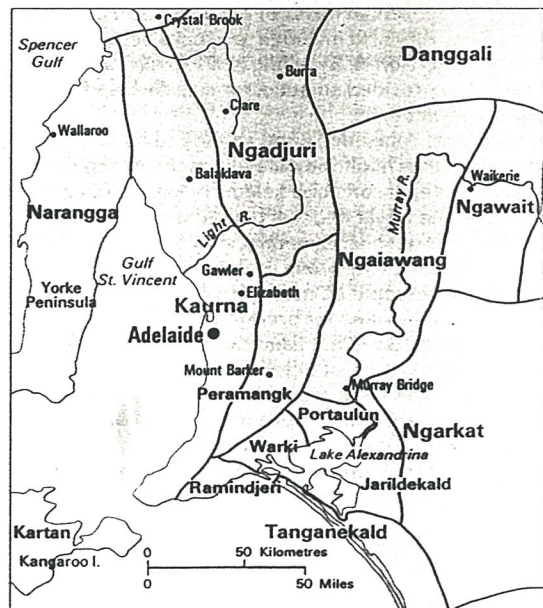 Crystal Brook
Spencer
Gulf
Danggali
Burra
Clare
Wallaroo
Ngadjuri
Waikerie
Balaklava
Murray R.
Narangga
Ngawait
Light R.
Gulf
St. Vincent
Ngaiawang
Gawler
Yorke
Peninsula
Elizabeth
Kaurna
Adelaide
Mount Barker
Murray Bridge
Peramangk
Portaulun
Ngarkat
Warki
Lake Alexandrina
Ramindjeri
Jarildekald
Kartan
Tanganekald
Kangaroo I.
0 50 Kilometres
0 50 Miles